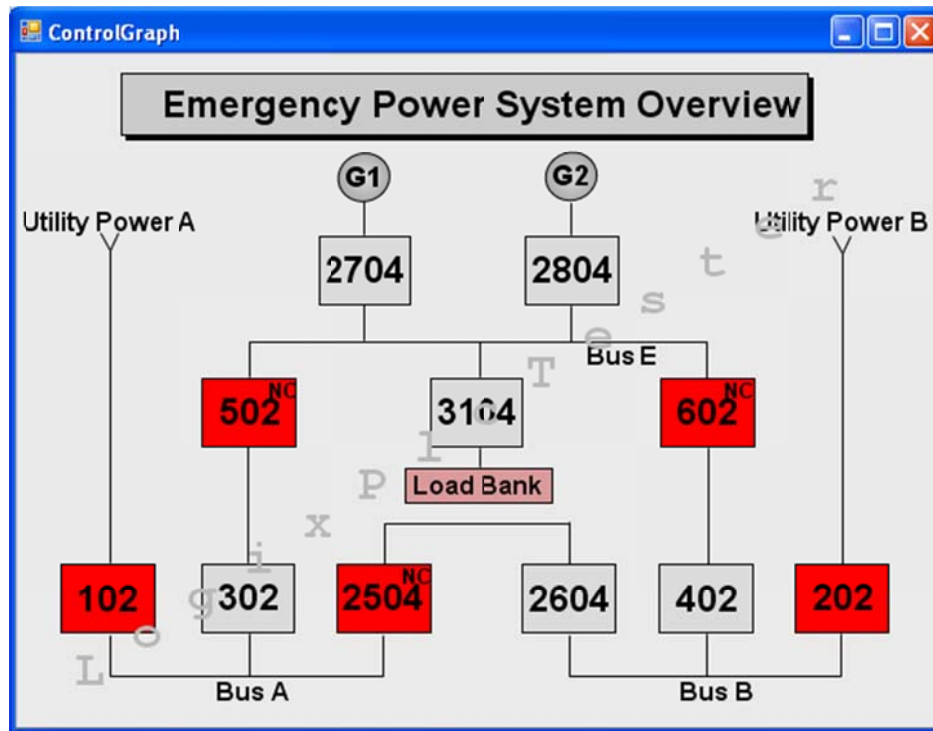 ControlGraph
Emergency Power System Overview
G1
G2
Utility Power A
Utility Power B
2704
2804
Bus E
502 NC
3104
602 NC
Load Bank
102
302
2504 NC
2604
402
202
Bus A
Bus B
LogixPlcTester